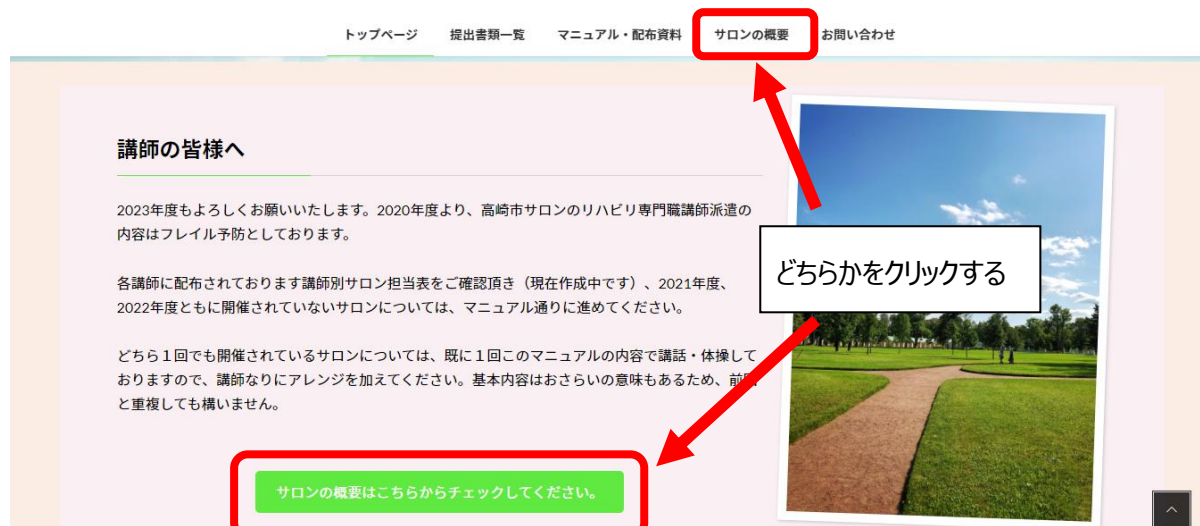 トップページ 提出書類一覧 マニュアル・配布資料 サロンの概要 お問い合わせ
講師の皆様へ
2023年度もよろしくお願いいたします。2020年度より、高崎市サロンのリハビリ専門職講師派遣の
内容はフレイル予防としております。
各講師に配布されております講師別サロン担当表をご確認頂き（現在作成中です）、2021年度、
2022年度ともに開催されていないサロンについては、マニュアル通りに進めてください。
どちら１回でも開催されているサロンについては、既に１回このマニュアルの内容で講話・体操して
おりますので、講師なりにアレンジを加えてください。基本内容はおさらいの意味もあるため、前
と重複しても構いません。
どちらかをクリックする
サロンの概要はこちらからチェックしてください。